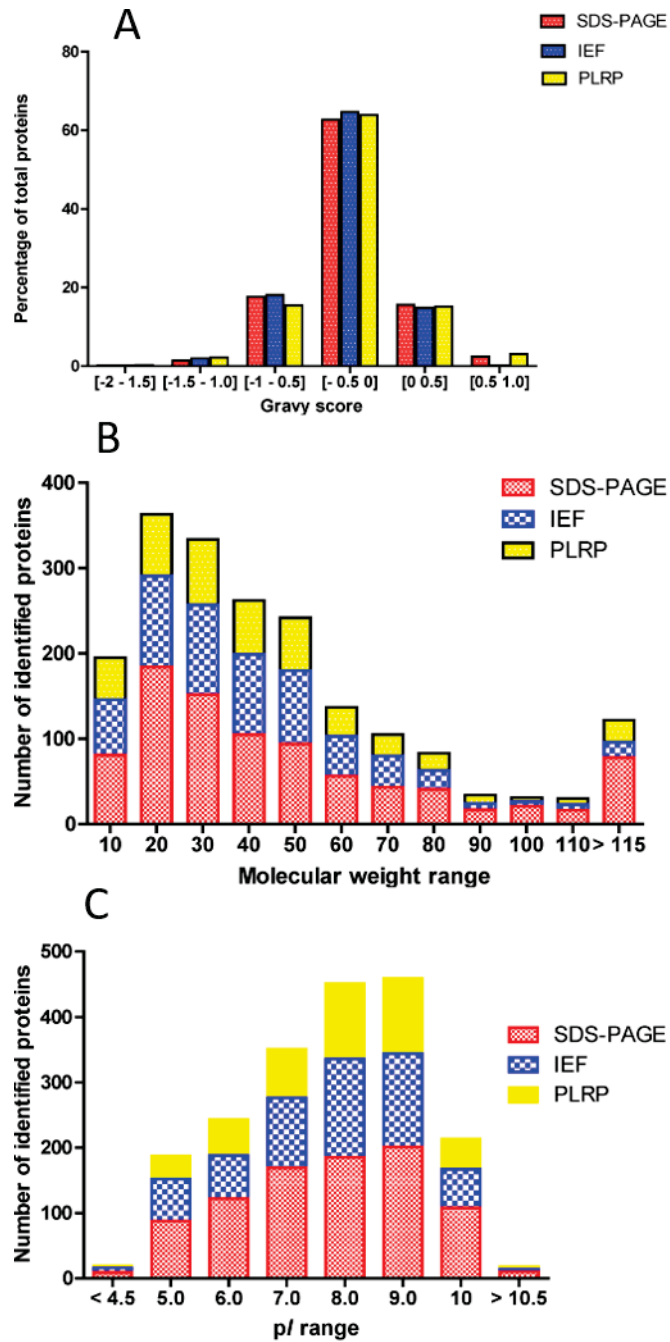 A
SDS-PAGE
IEF
PLRP
Percentage of total proteins
80
60
40
20
0
[-2 - 1.5] [-1.5 - 1.0] [-1 - 0.5] [- 0.5 0] [0 0.5] [0.5 1.0]
Gravy score
B
SDS-PAGE
IEF
PLRP
Number of identified proteins
400
300
200
100
0
10 20 30 40 50 60 70 80 90 100 110 > 115
Molecular weight range
C
SDS-PAGE
IEF
PLRP
Number of identified proteins
500
400
300
200
100
0
< 4.5 5.0 6.0 7.0 8.0 9.0 10 > 10.5
pI range